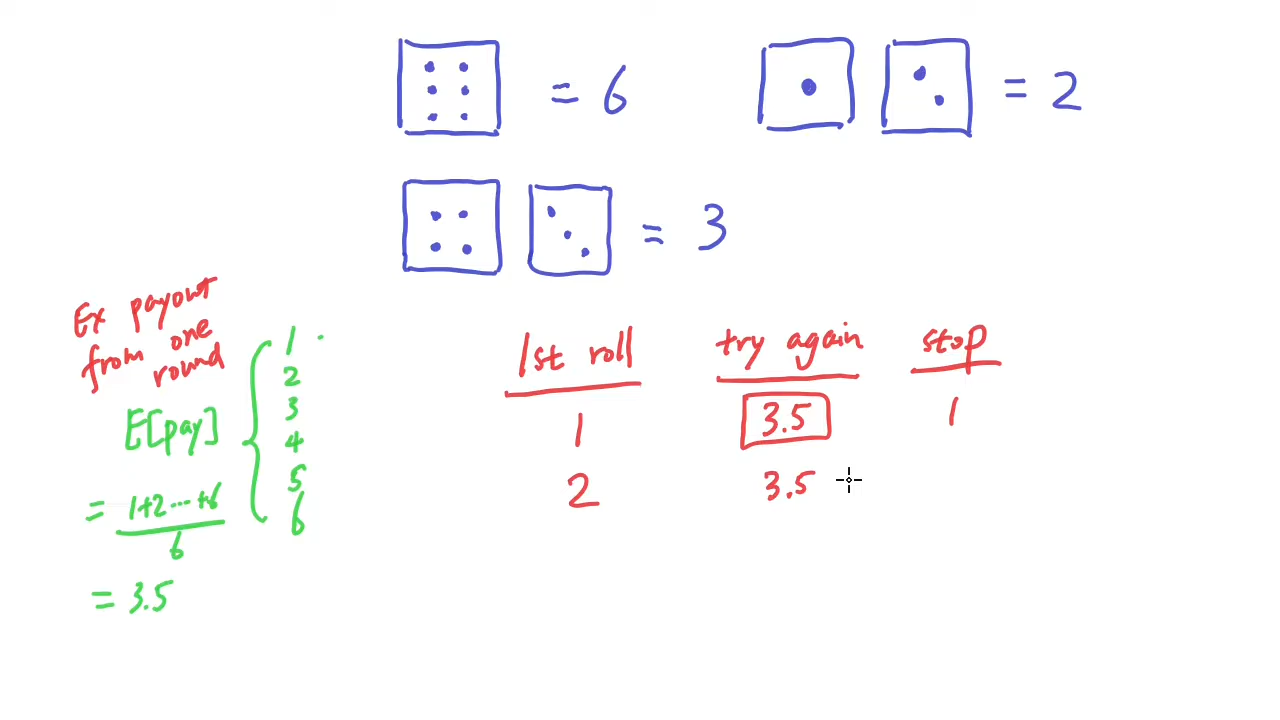 = 6
= 2
= 3
Ex payout
from one
round
E[pay]
= 1+2...+6
6
= 3.5
1
2
3
4
5
6
1st roll
try again
stop
1
3.5
1
2
3.5